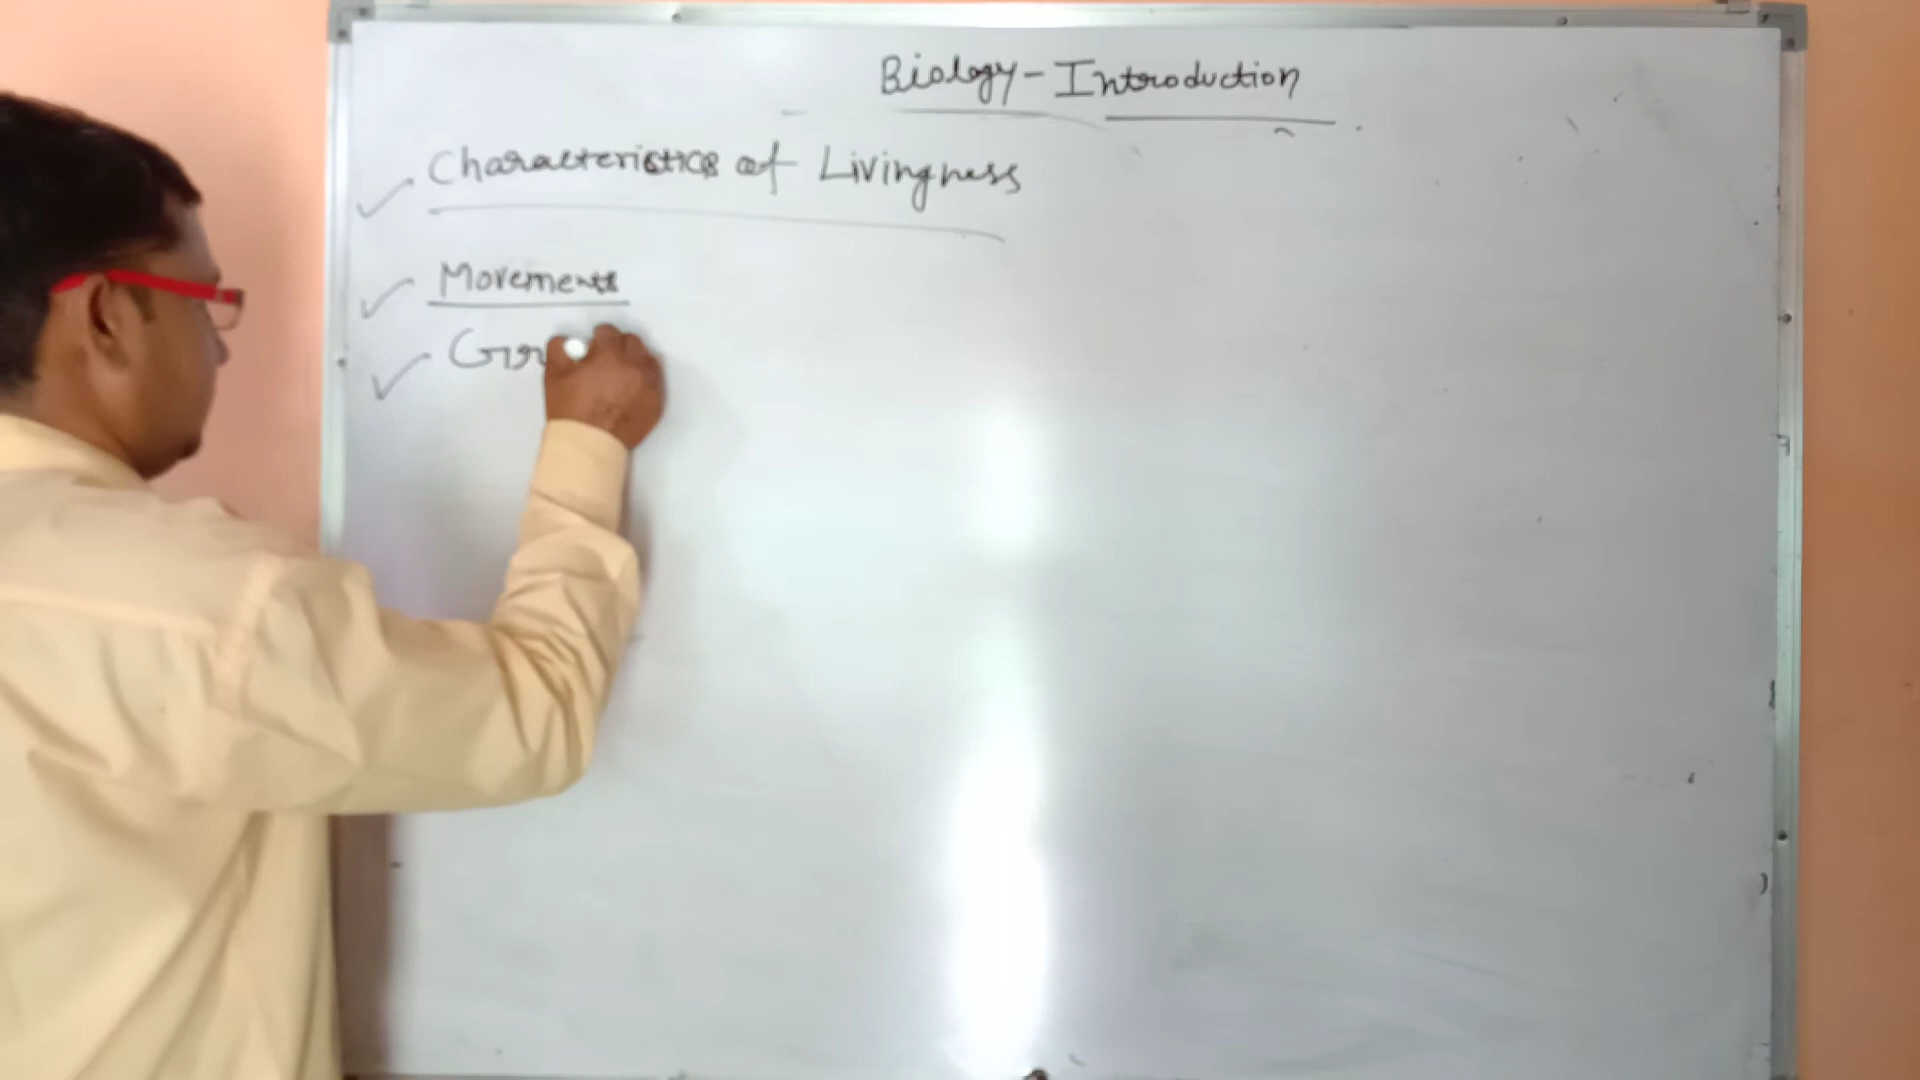 Biology - Introduction
Characteristics of Livingness
Movements
Gr